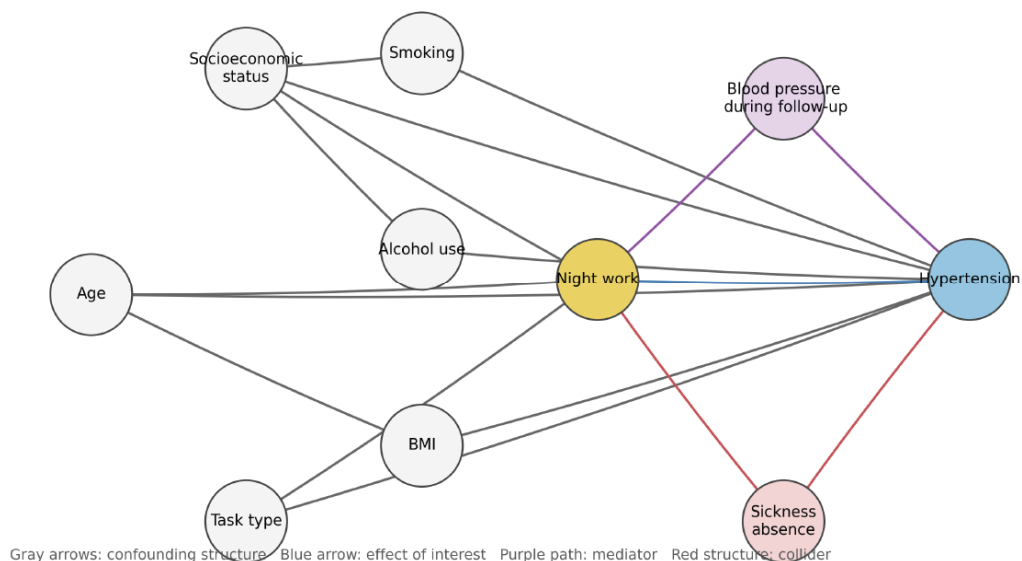 Socioeconomic
status
Smoking
Blood pressure
during follow-up
Alcohol use
Night work
Hypertension
Age
BMI
Task type
Sickness
absence
Gray arrows: confounding structure   Blue arrow: effect of interest   Purple path: mediator   Red structure: collider